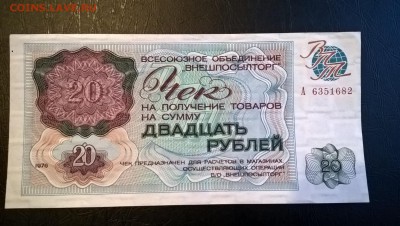 COINS.SAVE.RU
ВСЕСОЮЗНОЕ ОБЪЕДИНЕНИЕ
„ВНЕШПОСЫЛТОРГ"
ВПТ
А 6351682
20
Чек
НА ПОЛУЧЕНИЕ ТОВАРОВ
НА СУММУ
ДВАДЦАТЬ
РУБЛЕЙ
1976
20
ЧЕК ПРЕДНАЗНАЧЕН ДЛЯ РАСЧЕТОВ В МАГАЗИНАХ,
ОСУЩЕСТВЛЯЮЩИХ ОПЕРАЦИИ
В/О „ВНЕШПОСЫЛТОРГ"
20